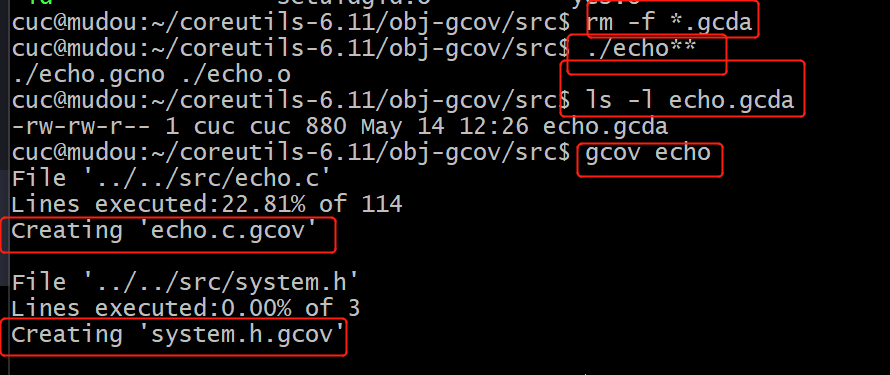 cuc@mudou:~/coreutils-6.11/obj-gcov/src$ rm -f *.gcda
cuc@mudou:~/coreutils-6.11/obj-gcov/src$ ./echo**
./echo.gcno ./echo.o
cuc@mudou:~/coreutils-6.11/obj-gcov/src$ ls -l echo.gcda
-rw-rw-r-- 1 cuc cuc 880 May 14 12:26 echo.gcda
cuc@mudou:~/coreutils-6.11/obj-gcov/src$ gcov echo
File '../../src/echo.c'
Lines executed:22.81% of 114
Creating 'echo.c.gcov'
File '../../src/system.h'
Lines executed:0.00% of 3
Creating 'system.h.gcov'